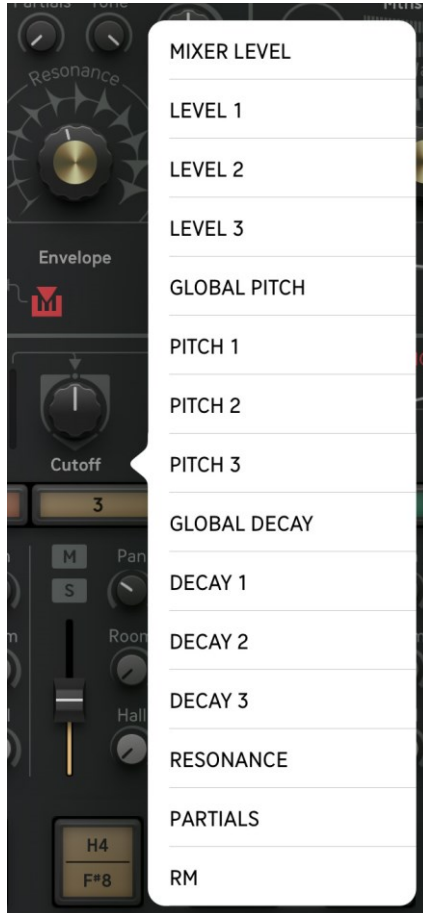 Partials
Tone
Resonance
Envelope
M
Cutoff
3
M
S
Pan
Room
Hall
H4
F#8
MIXER LEVEL
LEVEL 1
LEVEL 2
LEVEL 3
GLOBAL PITCH
PITCH 1
PITCH 2
PITCH 3
GLOBAL DECAY
DECAY 1
DECAY 2
DECAY 3
RESONANCE
PARTIALS
RM